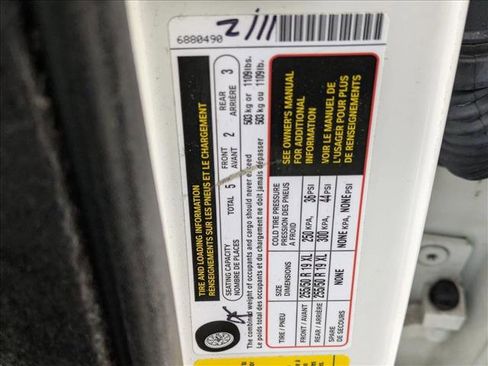 6880490
TIRE AND LOADING INFORMATION
RENSEIGNEMENTS SUR LES PNEUS ET LE CHARGEMENT
SEATING CAPACITY
NOMBRE DE PLACES
TOTAL 5
FRONT
AVANT 2
REAR
ARRIÈRE 3
The combined weight of occupants and cargo should never exceed 503 kg or 1109 lbs.
Le poids total des occupants et du chargement ne doit jamais dépasser 503 kg ou 1109 lbs.
TIRE / PNEU
SIZE
DIMENSIONS
COLD TIRE PRESSURE
PRESSION DES PNEUS
À FROID
FRONT / AVANT 255/50 R 19 XL 250 KPA, 36 PSI
REAR / ARRIÈRE 255/50 R 19 XL 300 KPA, 44 PSI
SPARE
DE SECOURS NONE NONE KPA, NONE PSI
SEE OWNER'S MANUAL
FOR ADDITIONAL
INFORMATION
VOIR LE MANUEL DE
L'USAGER POUR PLUS
DE RENSEIGNEMENTS